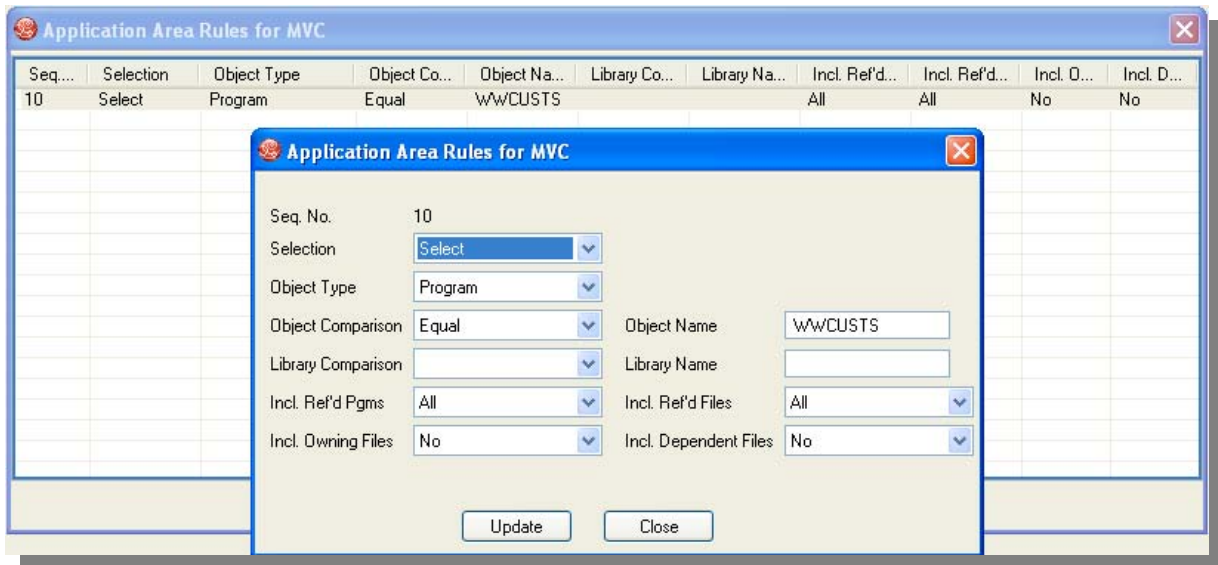 Application Area Rules for MVC
Seq.... Selection Object Type Object Co... Object Na... Library Co... Library Na... Incl. Ref'd... Incl. Ref'd... Incl. O... Incl. D...
10 Select Program Equal WWCUSTS All All No No
Application Area Rules for MVC
Seq. No. 10
Selection Select
Object Type Program
Object Comparison Equal Object Name WWCUSTS
Library Comparison Library Name
Incl. Ref'd Pgms All Incl. Ref'd Files All
Incl. Owning Files No Incl. Dependent Files No
Update Close